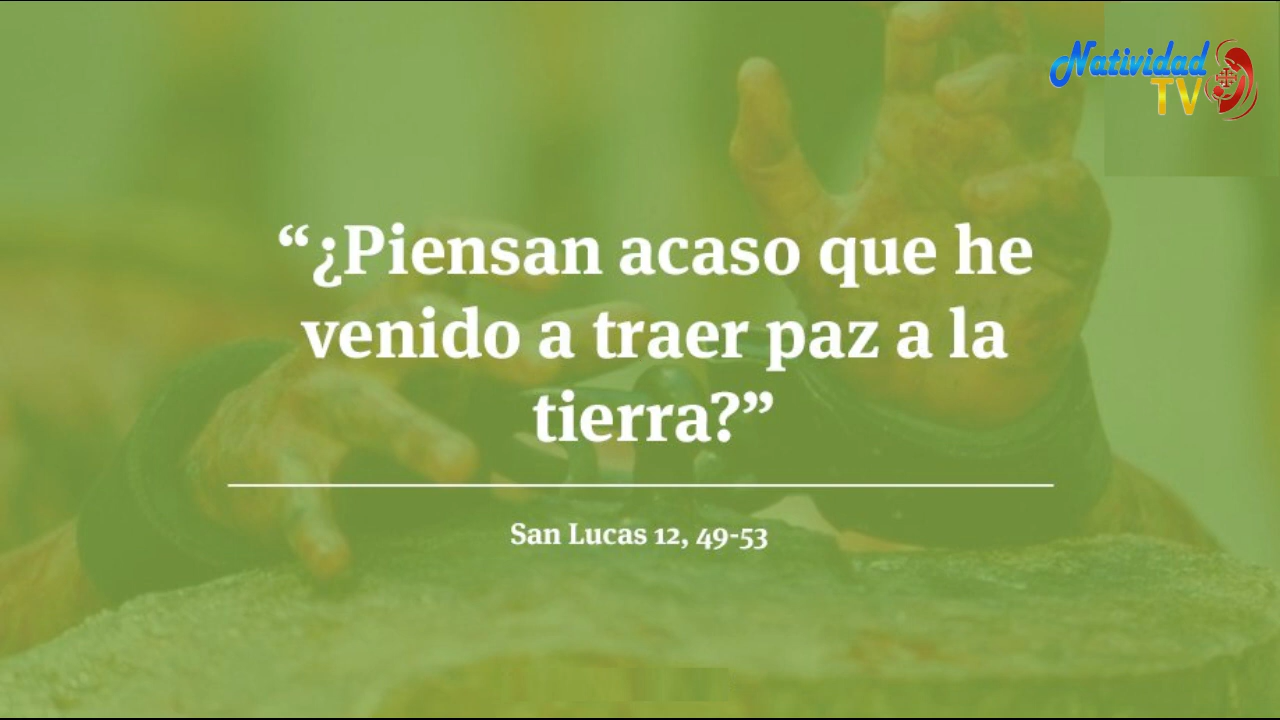 Natividad
TV
“¿Piensan acaso que he
venido a traer paz a la
tierra?”
San Lucas 12, 49-53